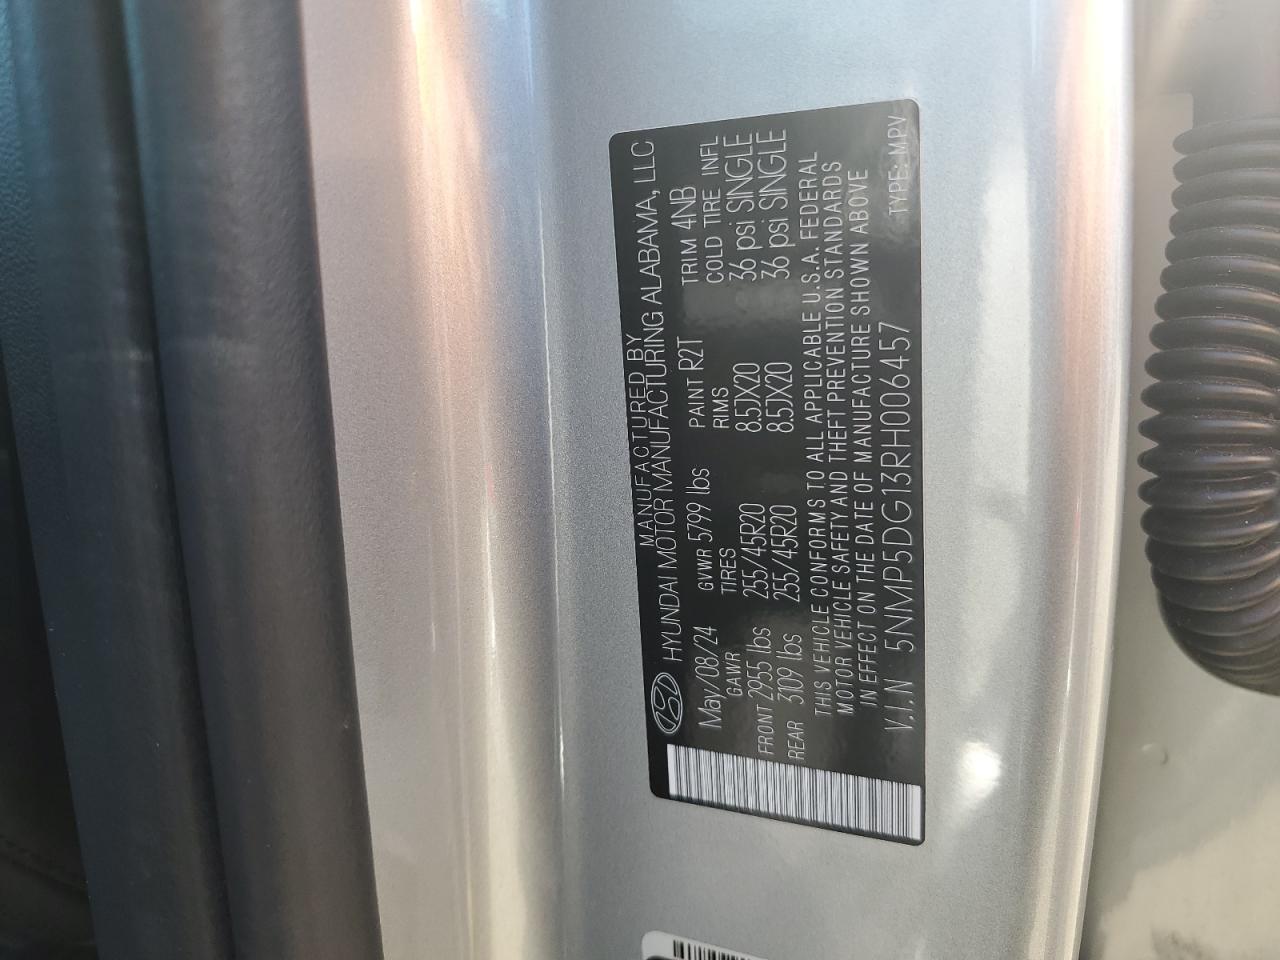 MANUFACTURED BY
HYUNDAI MOTOR MANUFACTURING ALABAMA, LLC
May/08/24 GVWR 5799 lbs PAINT R2T TRIM 4NB
GAWR TIRES RIMS COLD TIRE INFL
FRONT 2955 lbs 255/45R20 8.5JX20 36 psi SINGLE
REAR 3109 lbs 255/45R20 8.5JX20 36 psi SINGLE
THIS VEHICLE CONFORMS TO ALL APPLICABLE U.S.A. FEDERAL
MOTOR VEHICLE SAFETY AND THEFT PREVENTION STANDARDS
IN EFFECT ON THE DATE OF MANUFACTURE SHOWN ABOVE
V.I.N 5NMP5DG13RH006457 TYPE: MPV